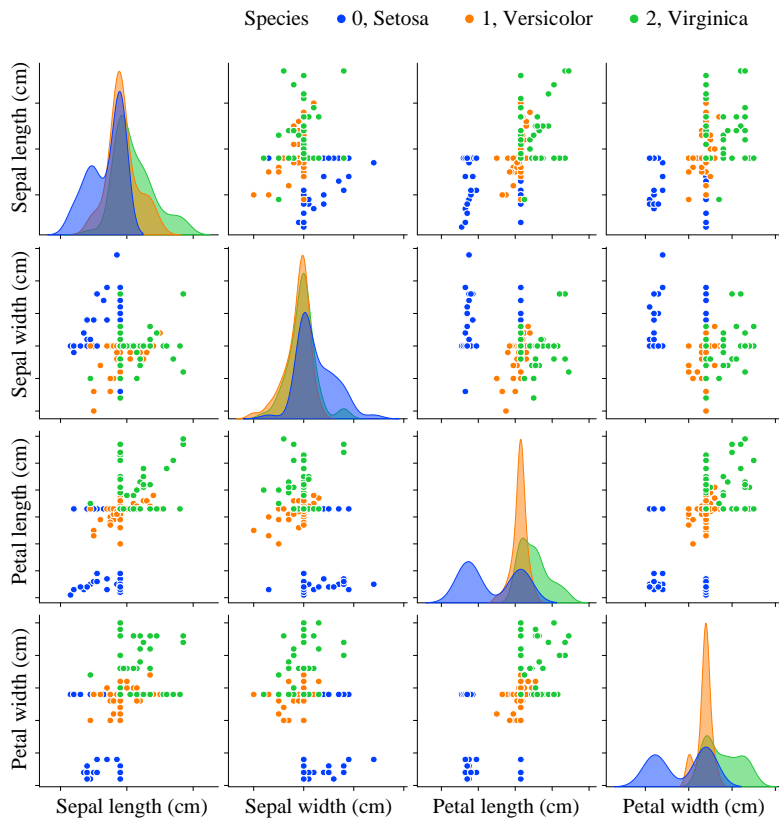 Species 0, Setosa 1, Versicolor 2, Virginica
Sepal length (cm)
Sepal width (cm)
Petal length (cm)
Petal width (cm)
Sepal length (cm) Sepal width (cm) Petal length (cm) Petal width (cm)